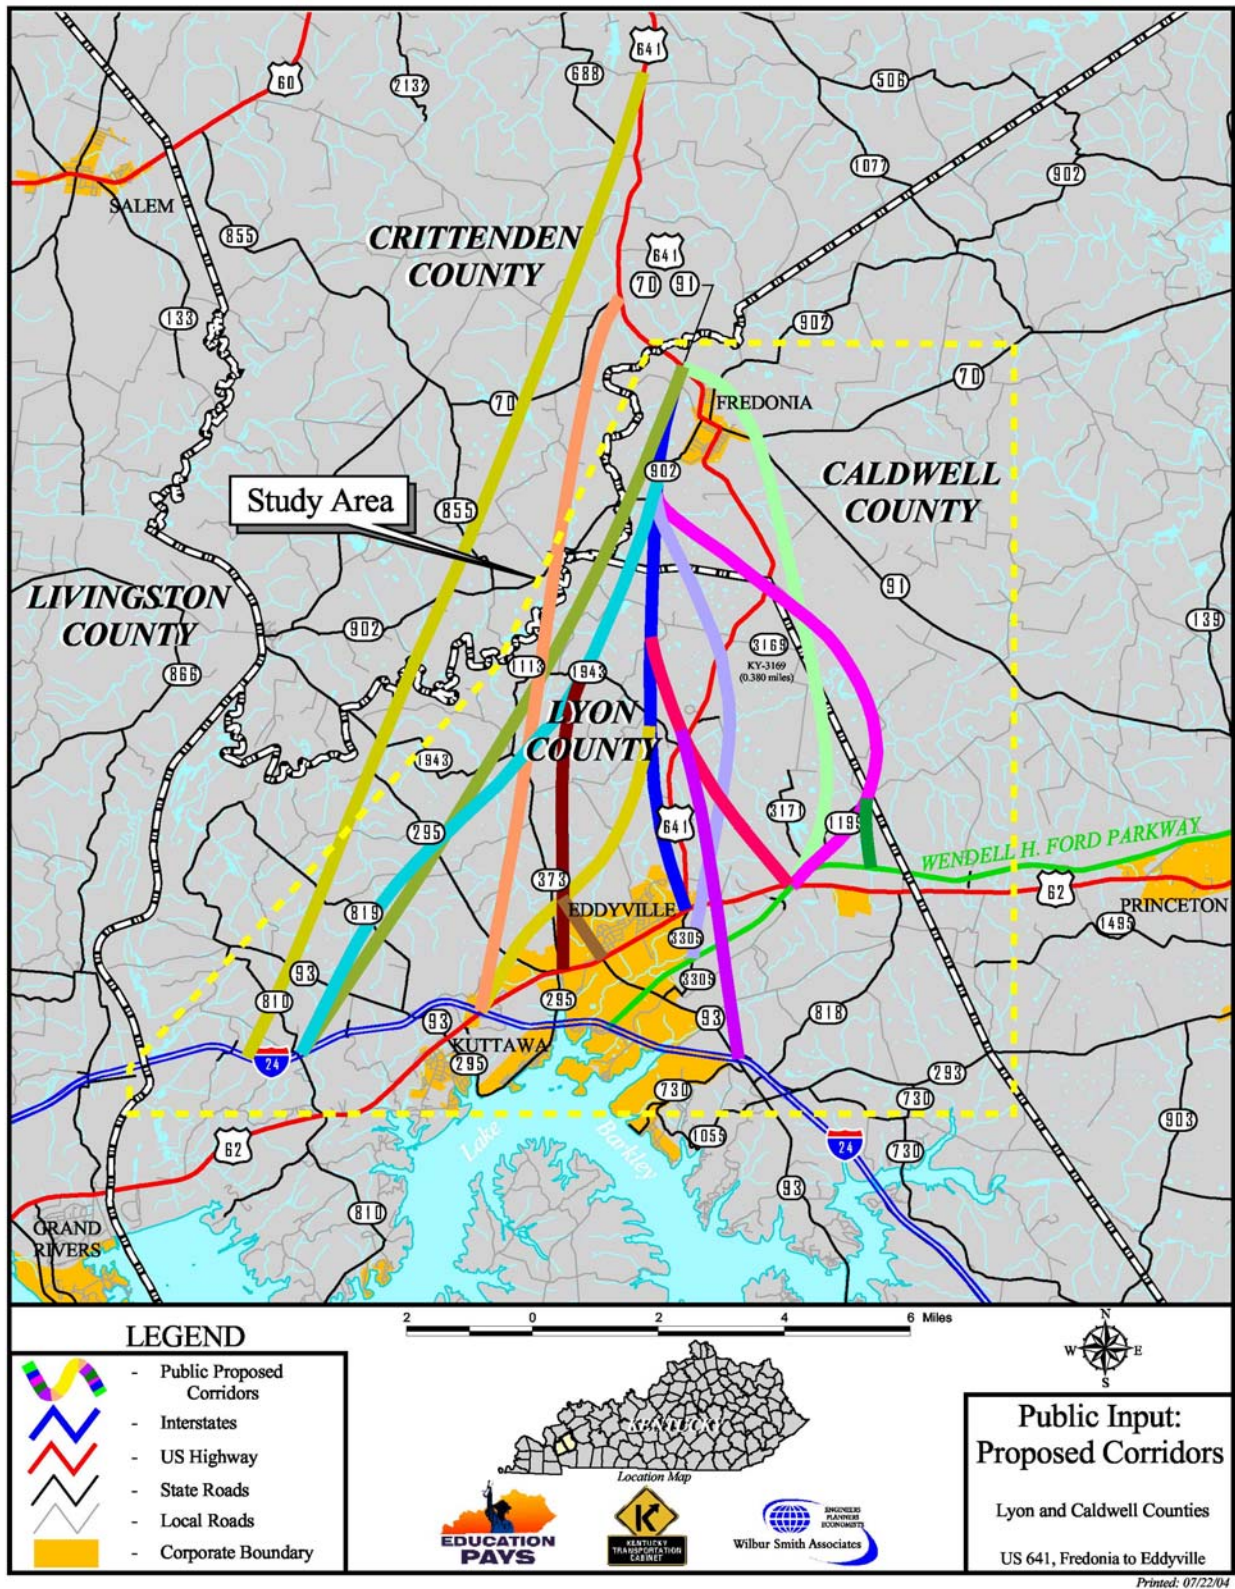 641
60
688
2132
506
1077
902
SALEM
855
CRITTENDEN
COUNTY
641
70
91
133
902
70
70
FREDONIA
902
CALDWELL
COUNTY
Study Area
855
91
LIVINGSTON
COUNTY
902
139
3169
KY-3169
(0.380 miles)
866
1113
1943
LYON
COUNTY
1943
295
641
3171
WENDELL H. FORD PARKWAY
373
62
PRINCETON
EDDYVILLE
819
1495
3305
93
3305
810
295
93
93
818
KUTTAWA
24
295
293
730
730
903
1055
62
Lake
Barkley
24
730
93
810
GRAND
RIVERS
2 0 2 4 6 Miles
LEGEND
- Public Proposed
Corridors
- Interstates
- US Highway
- State Roads
- Local Roads
- Corporate Boundary
KENTUCKY
Location Map
EDUCATION
PAYS
KENTUCKY
TRANSPORTATION
CABINET
ENGINEERS
PLANNERS
ECONOMISTS
Wilbur Smith Associates
N
W E
S
Public Input:
Proposed Corridors
Lyon and Caldwell Counties
US 641, Fredonia to Eddyville
Printed: 07/22/04